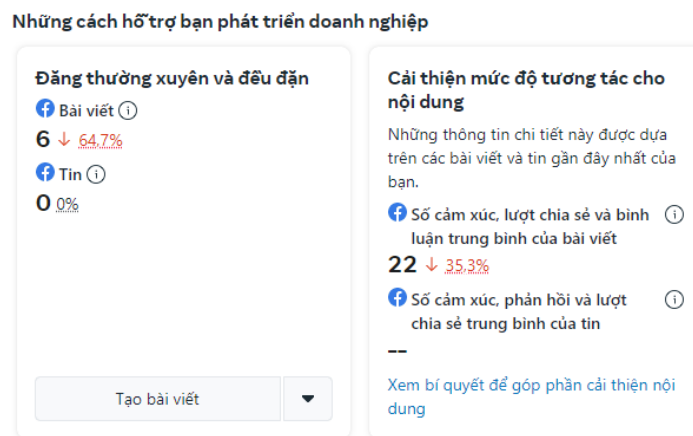 Những cách hỗ trợ bạn phát triển doanh nghiệp
Đăng thường xuyên và đều đặn
Bài viết
6 ↓ 64,7%
Tin
0 0%
Tạo bài viết
Cải thiện mức độ tương tác cho
nội dung
Những thông tin chi tiết này được dựa
trên các bài viết và tin gần đây nhất của
bạn.
Số cảm xúc, lượt chia sẻ và bình
luận trung bình của bài viết
22 ↓ 35,3%
Số cảm xúc, phản hồi và lượt
chia sẻ trung bình của tin
--
Xem bí quyết để góp phần cải thiện nội
dung